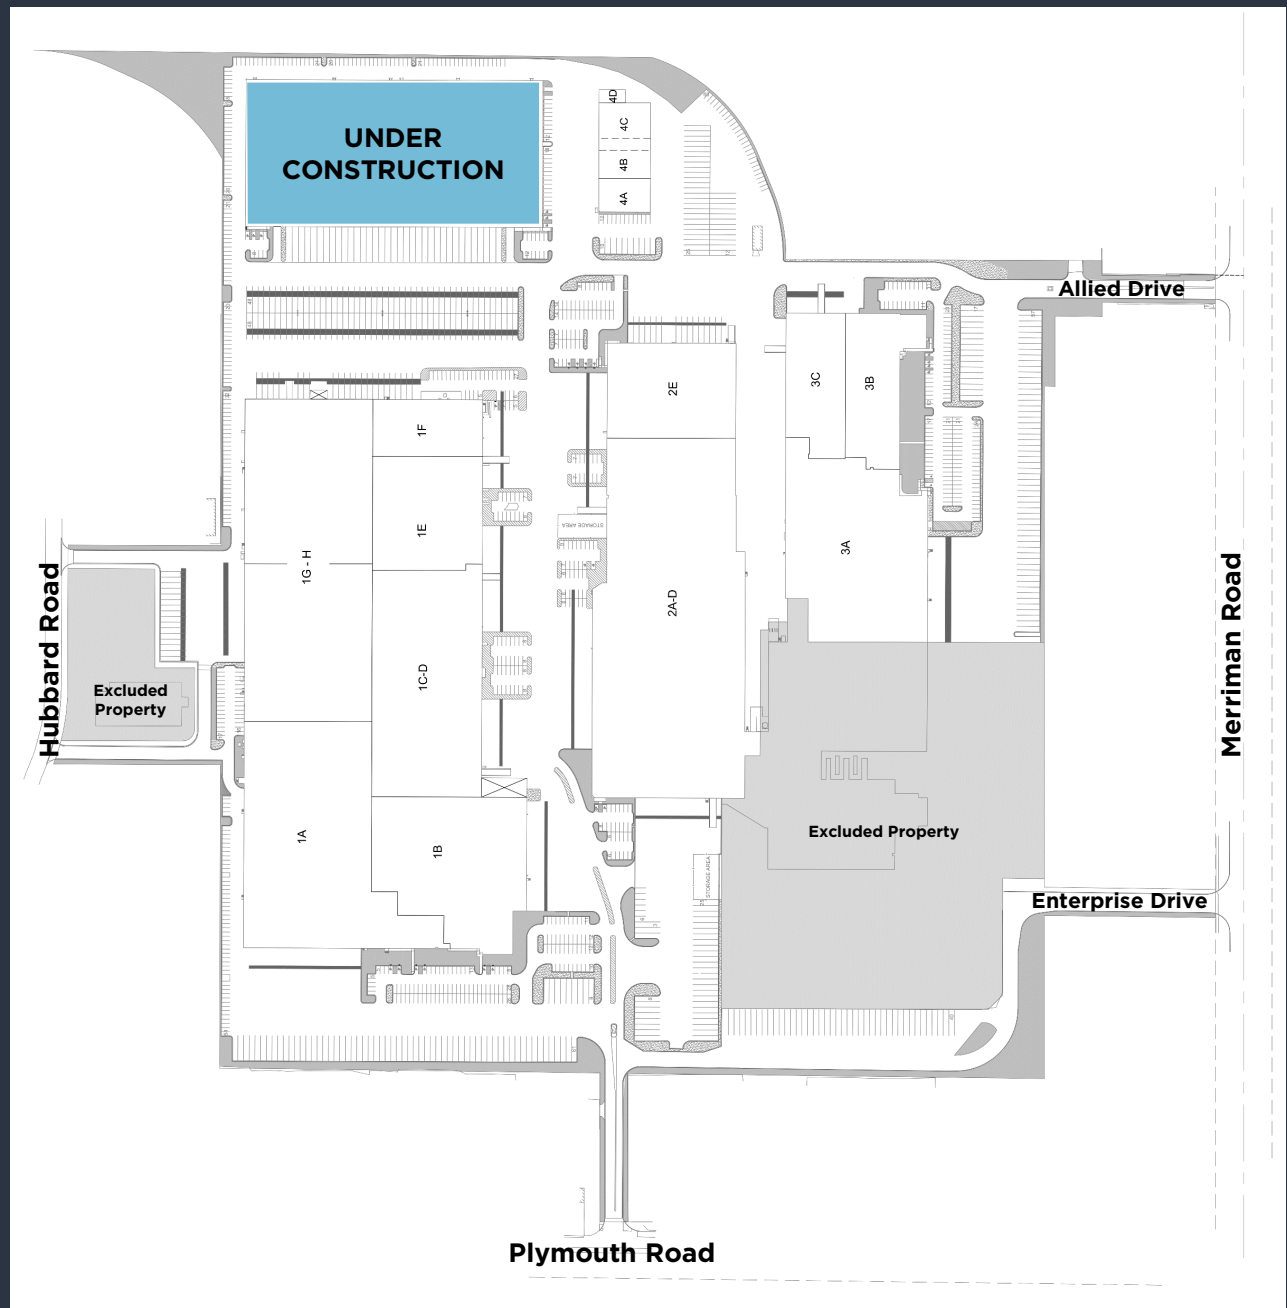 UNDER
CONSTRUCTION
4D
4C
4B
4A
Allied Drive
2E
3C
3B
1F
1E
STORAGE AREA
3A
1G - H
2A-D
Hubbard Road
Merriman Road
1C-D
Excluded
Property
1A
1B
Excluded Property
STORAGE AREA
Enterprise Drive
Plymouth Road